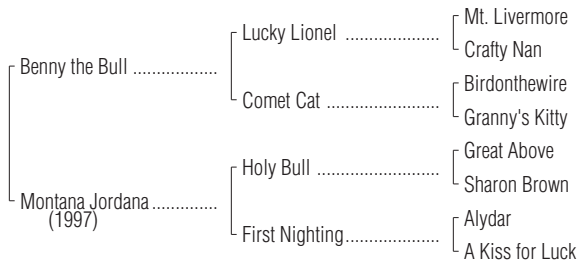 Mt. Livermore
Lucky Lionel ..................
Crafty Nan
Benny the Bull ................
Birdonthewire
Comet Cat .....................
Granny's Kitty
Great Above
Holy Bull .......................
Sharon Brown
Montana Jordana .............
(1997)
Alydar
First Nighting..................
A Kiss for Luck